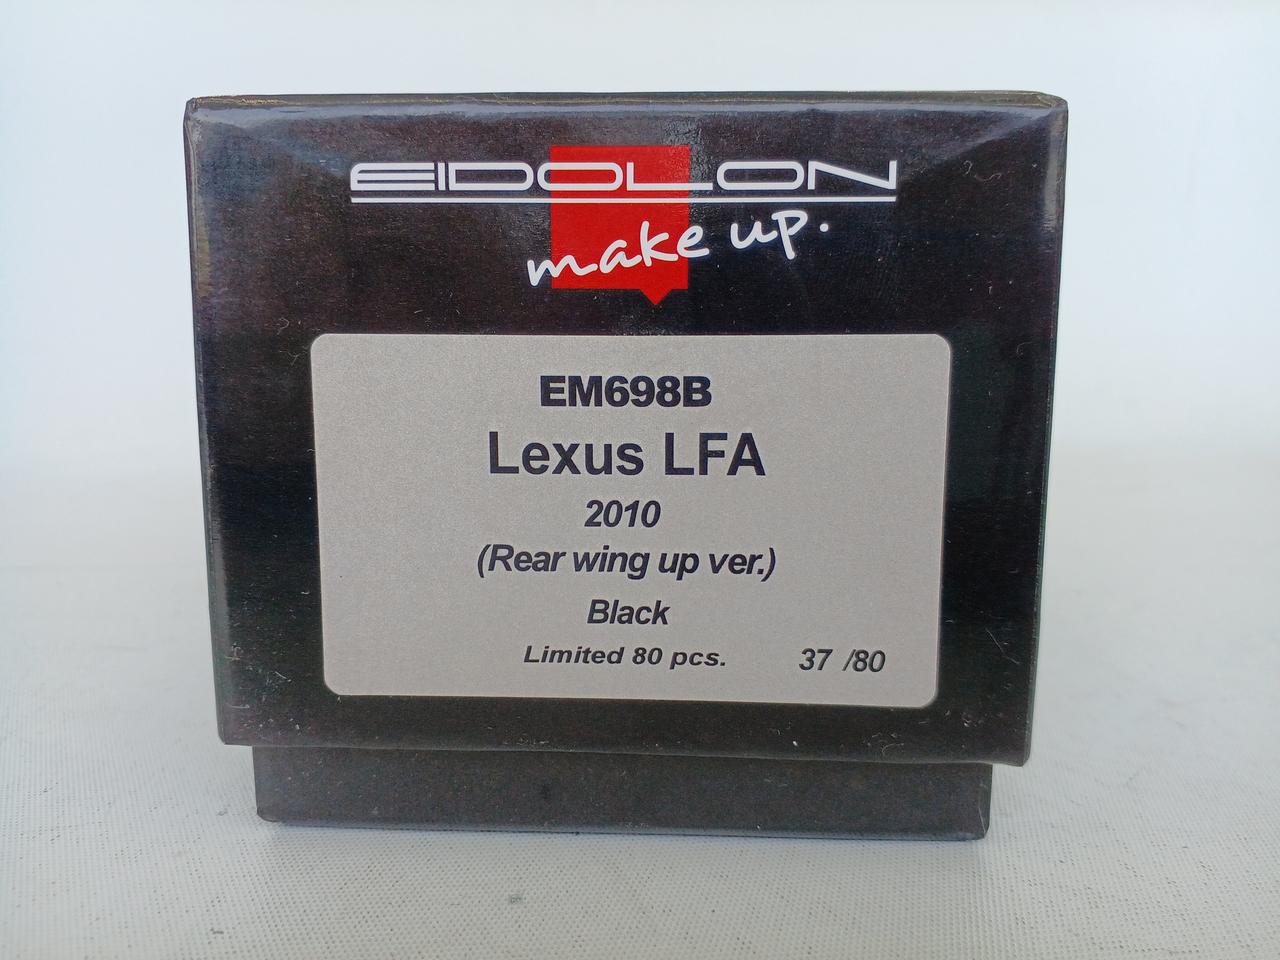 EIDOLON
make up.
EM698B
Lexus LFA
2010
(Rear wing up ver.)
Black
Limited 80 pcs. 37 /80